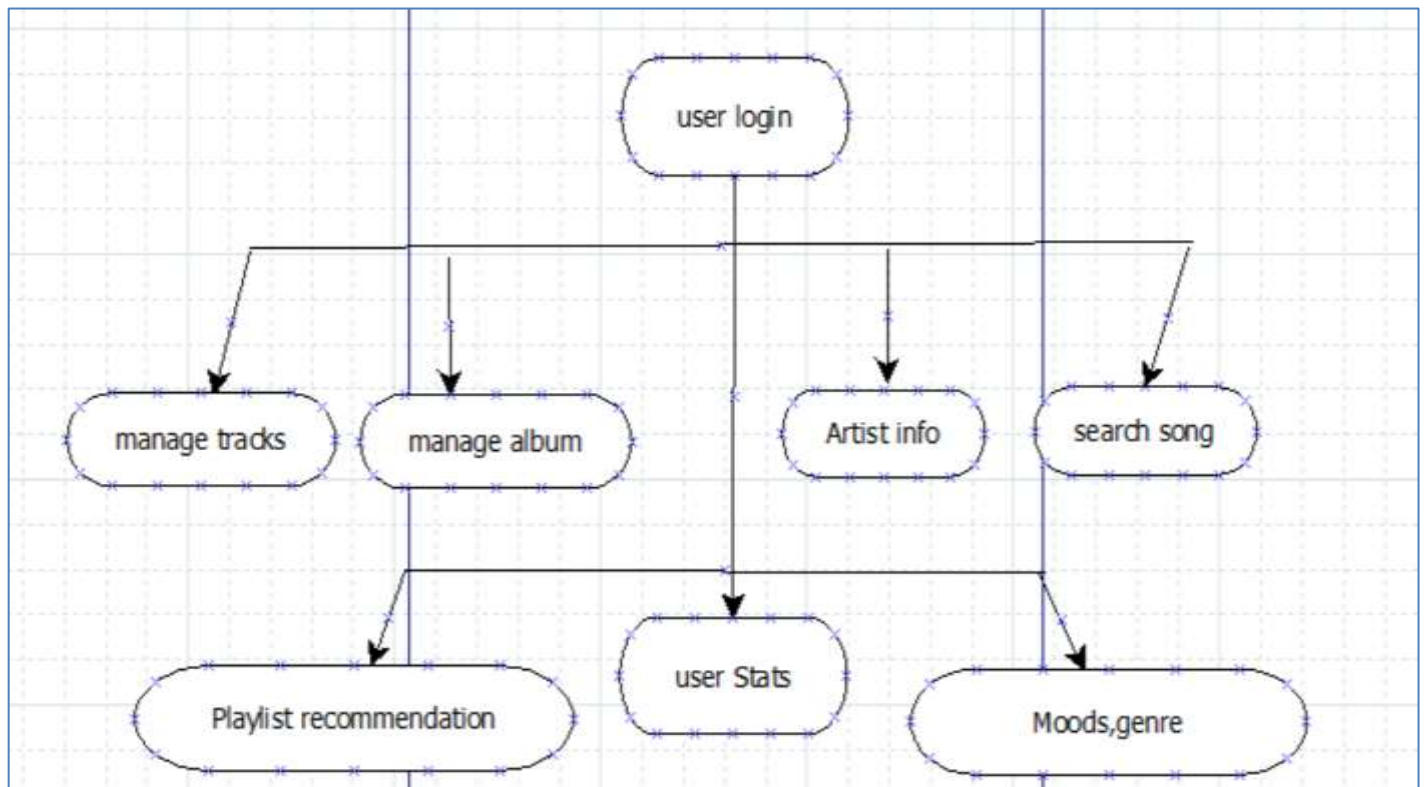 user login
manage tracks
manage album
Artist info
search song
Playlist recommendation
user Stats
Moods,genre